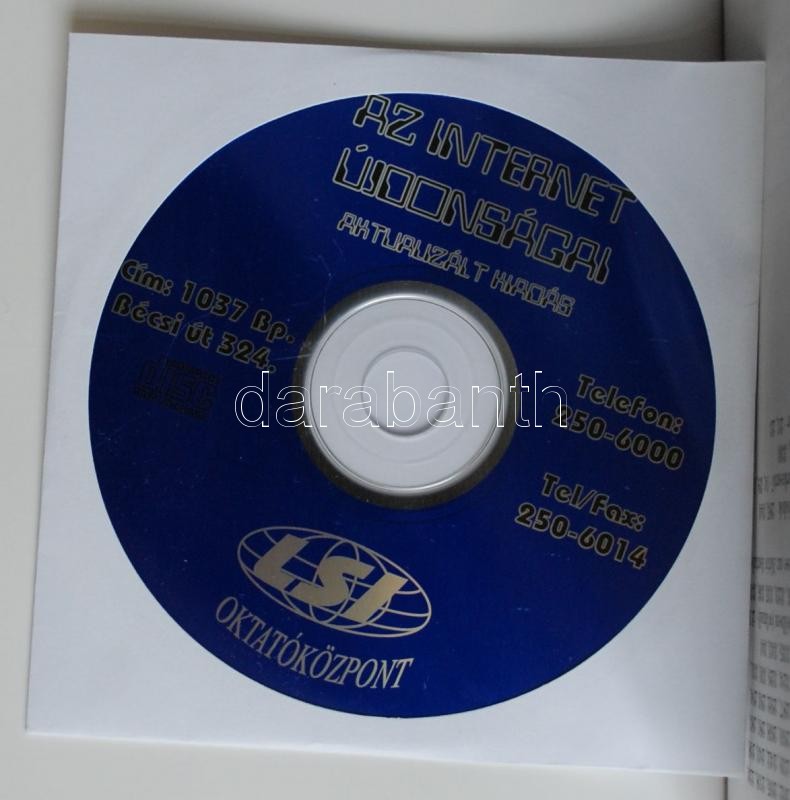 AZ INTERNET
ÚJDONSÁGAI
AKTUALIZÁLT KIADÁS
Cím: 1037 Bp.
Bécsi út 324.
darabanth
Telefon:
250-6000
Tel/Fax:
250-6014
LSI
OKTATÓKÖZPONT